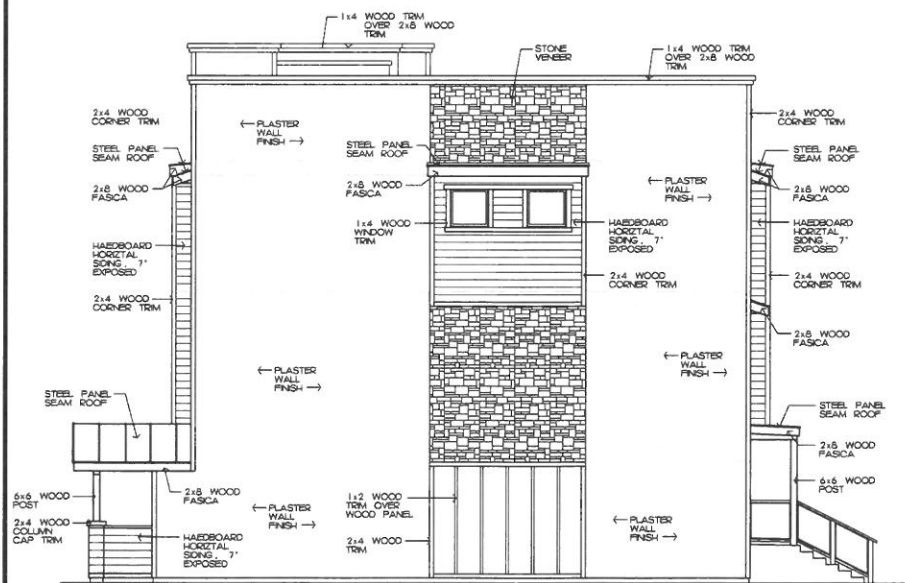 1x4 WOOD TRIM
OVER 2x8 WOOD
TRIM
STONE
VENEER
1x4 WOOD TRIM
OVER 2x8 WOOD
TRIM
2x4 WOOD
CORNER TRIM
← PLASTER
WALL
FINISH →
2x4 WOOD
CORNER TRIM
STEEL PANEL
SEAM ROOF
STEEL PANEL
SEAM ROOF
STEEL PANEL
SEAM ROOF
2x8 WOOD
FASICA
2x8 WOOD
FASICA
← PLASTER
WALL
FINISH →
2x8 WOOD
FASICA
1x4 WOOD
WINDOW
TRIM
HAEDBOARD
HORIZTAL
SIDING, 7"
EXPOSED
HAEDBOARD
HORIZTAL
SIDING, 7"
EXPOSED
HAEDBOARD
HORIZTAL
SIDING, 7"
EXPOSED
2x4 WOOD
CORNER TRIM
2x4 WOOD
CORNER TRIM
2x4 WOOD
CORNER TRIM
2x8 WOOD
FASICA
← PLASTER
WALL
FINISH →
← PLASTER
WALL
FINISH →
STEEL PANEL
SEAM ROOF
STEEL PANEL
SEAM ROOF
2x8 WOOD
FASICA
6x6 WOOD
POST
2x8 WOOD
FASICA
6x6 WOOD
POST
2x4 WOOD
COLUMN
CAP TRIM
← PLASTER
WALL
FINISH →
1x2 WOOD
TRIM OVER
WOOD PANEL
← PLASTER
WALL
FINISH →
HAEDBOARD
HORIZTAL
SIDING, 7"
EXPOSED
2x4 WOOD
TRIM